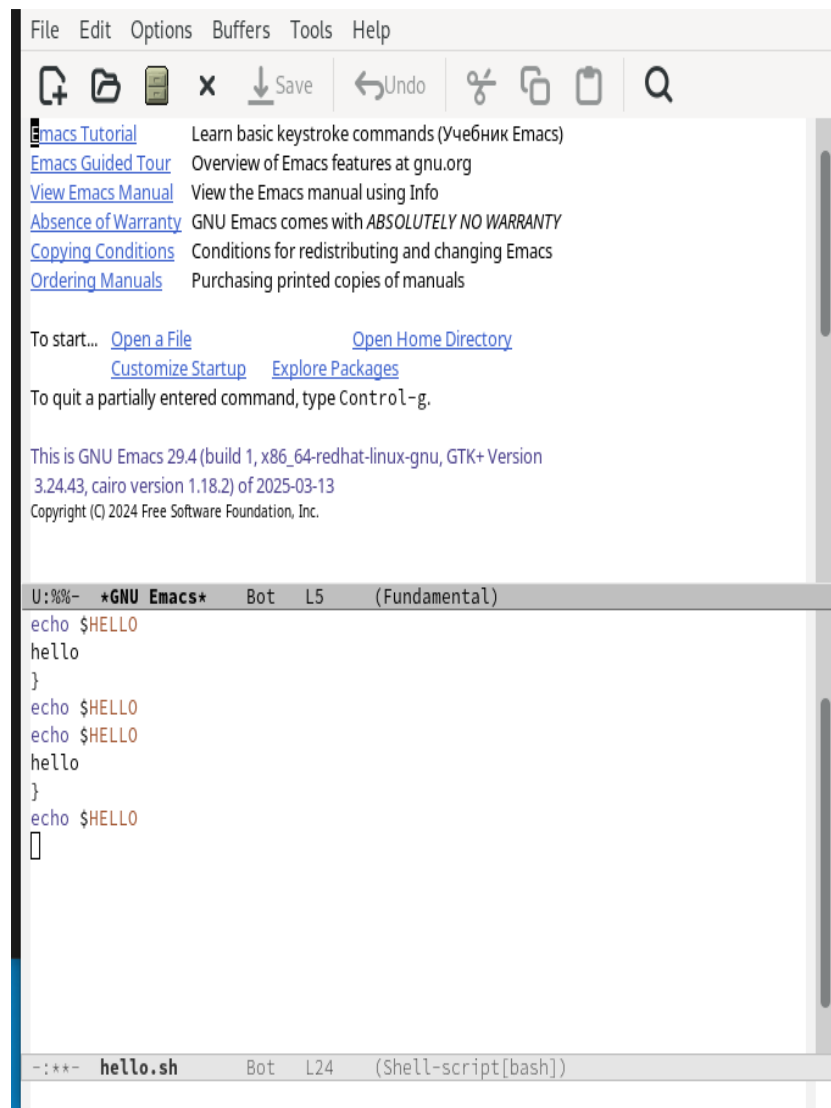 File Edit Options Buffers Tools Help
Save Undo
Emacs Tutorial Learn basic keystroke commands (Учебник Emacs)
Emacs Guided Tour Overview of Emacs features at gnu.org
View Emacs Manual View the Emacs manual using Info
Absence of Warranty GNU Emacs comes with ABSOLUTELY NO WARRANTY
Copying Conditions Conditions for redistributing and changing Emacs
Ordering Manuals Purchasing printed copies of manuals
To start... Open a File Open Home Directory
Customize Startup Explore Packages
To quit a partially entered command, type Control-g.
This is GNU Emacs 29.4 (build 1, x86_64-redhat-linux-gnu, GTK+ Version
3.24.43, cairo version 1.18.2) of 2025-03-13
Copyright (C) 2024 Free Software Foundation, Inc.
U:%%- *GNU Emacs* Bot L5 (Fundamental)
echo $HELLO
hello
}
echo $HELLO
echo $HELLO
hello
}
echo $HELLO
-:**- hello.sh Bot L24 (Shell-script[bash])